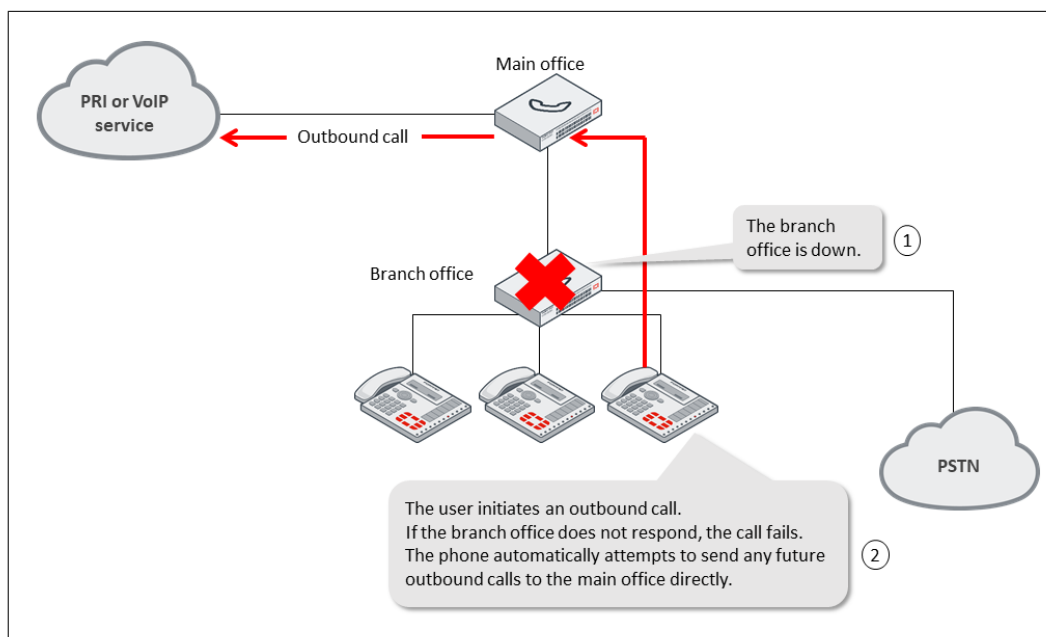 Main office
PRI or VoIP
service
Outbound call
The branch
office is down.
1
Branch office
PSTN
The user initiates an outbound call.
If the branch office does not respond, the call fails.
The phone automatically attempts to send any future
outbound calls to the main office directly.
2